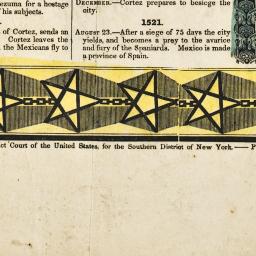 ezuma for a hostage
his subjects.
of Cortez, sends an
Cortez leaves the
the Mexicans fly to
DECEMBER.—Cortez prepares to besiege the
city.
1521.
AUGUST 23.—After a siege of 75 days the city
yields, and becomes a prey to the avarice
and fury of the Spaniards. Mexico is made
a province of Spain.
ct Court of the United States, for the Southern District of New York.—— P